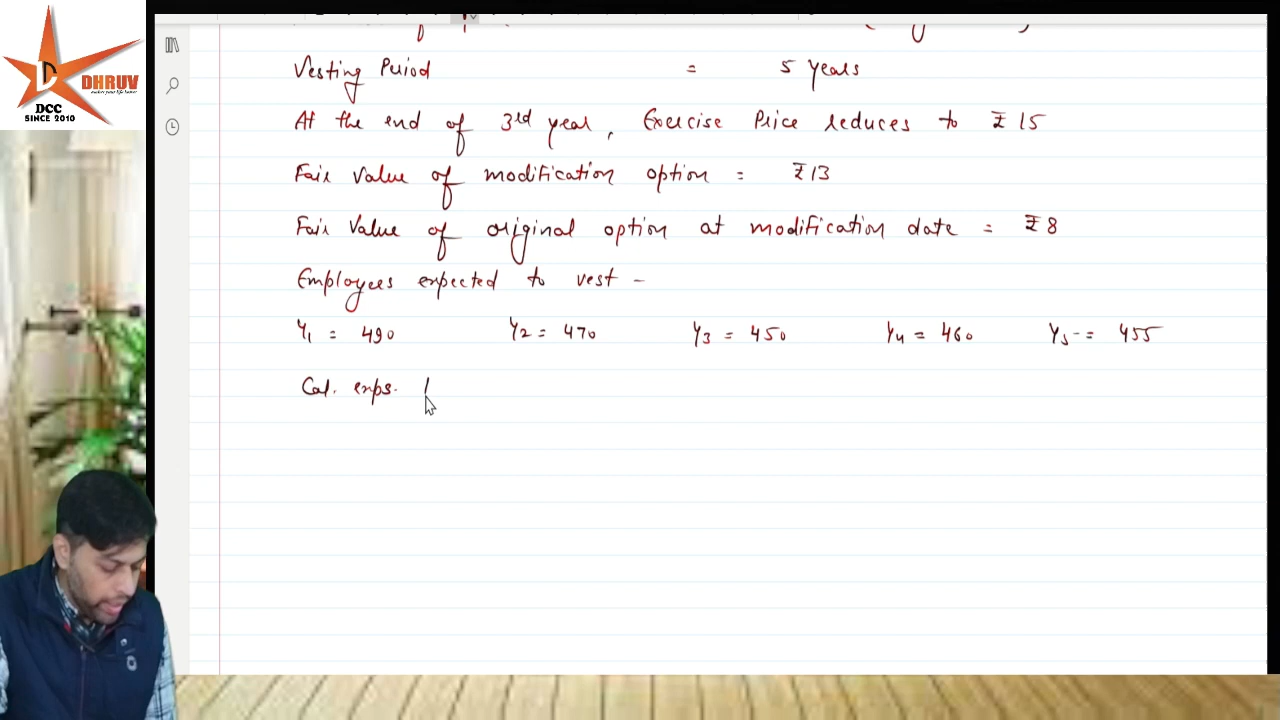 DHRUV
DCC
SINCE 2010
Vesting Period = 5 years
At the end of 3rd year, Exercise Price reduces to ₹ 15
Fair Value of modification option = ₹13
Fair Value of original option at modification date = ₹8
Employees expected to vest -
Y1 = 490 Y2 = 470 Y3 = 450 Y4 = 460 Y5 = 455
Cal. exps.